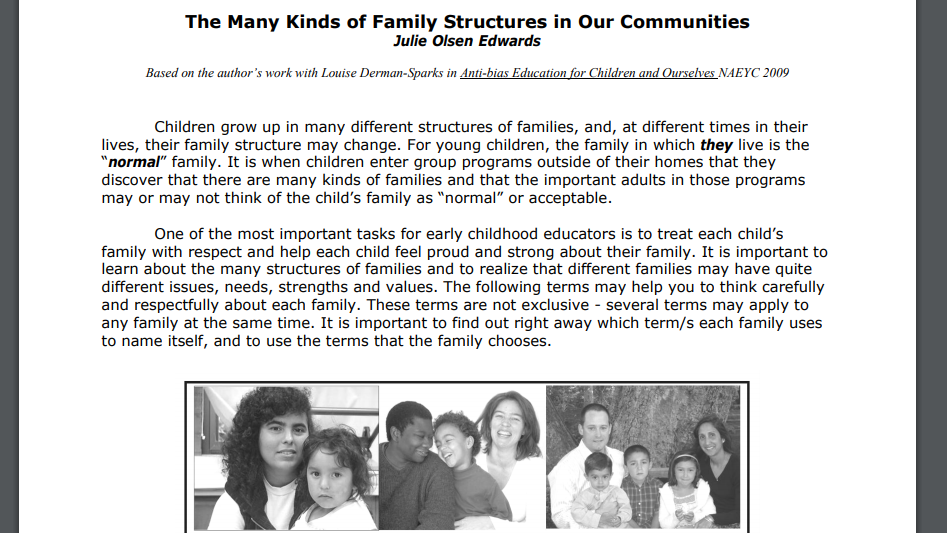 The Many Kinds of Family Structures in Our Communities
Julie Olsen Edwards
Based on the author's work with Louise Derman-Sparks in Anti-bias Education for Children and Ourselves NAEYC 2009
Children grow up in many different structures of families, and, at different times in their
lives, their family structure may change. For young children, the family in which they live is the
“normal” family. It is when children enter group programs outside of their homes that they
discover that there are many kinds of families and that the important adults in those programs
may or may not think of the child’s family as “normal” or acceptable.
One of the most important tasks for early childhood educators is to treat each child’s
family with respect and help each child feel proud and strong about their family. It is important to
learn about the many structures of families and to realize that different families may have quite
different issues, needs, strengths and values. The following terms may help you to think carefully
and respectfully about each family. These terms are not exclusive - several terms may apply to
any family at the same time. It is important to find out right away which term/s each family uses
to name itself, and to use the terms that the family chooses.